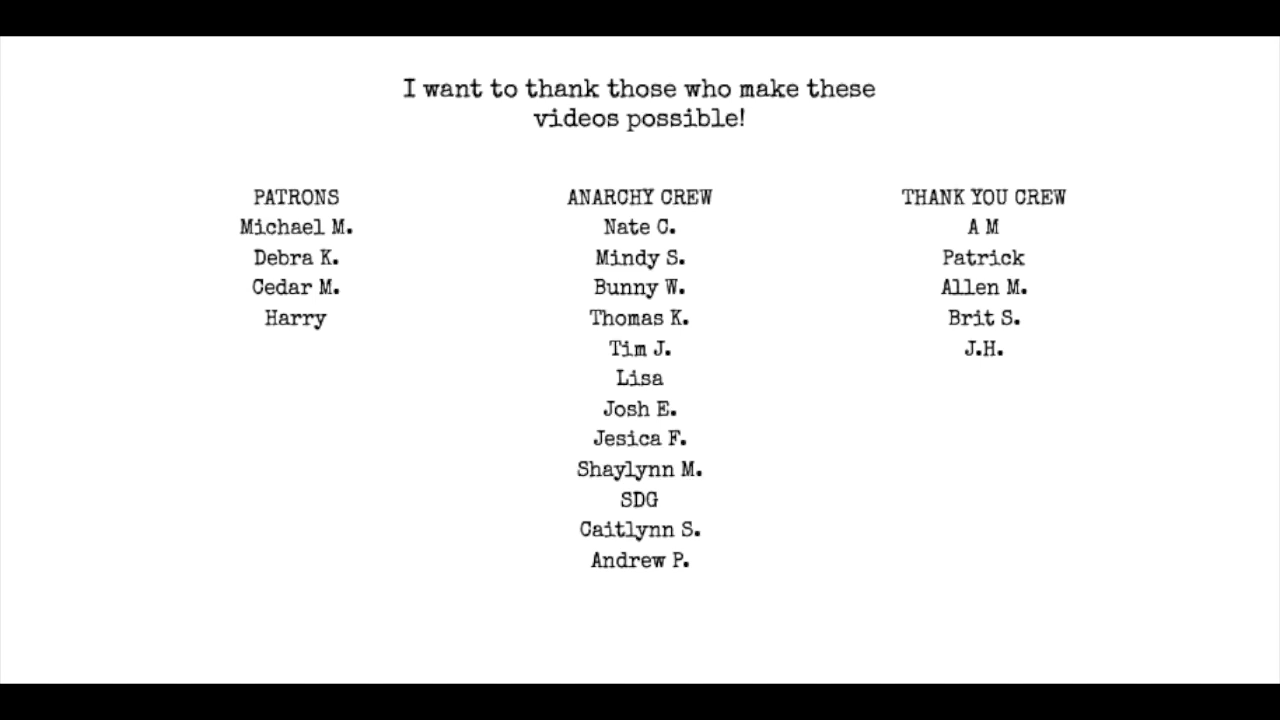 I want to thank those who make these
videos possible!
PATRONS
Michael M.
Debra K.
Cedar M.
Harry
ANARCHY CREW
Nate C.
Mindy S.
Bunny W.
Thomas K.
Tim J.
Lisa
Josh E.
Jesica F.
Shaylynn M.
SDG
Caitlynn S.
Andrew P.
THANK YOU CREW
A M
Patrick
Allen M.
Brit S.
J.H.